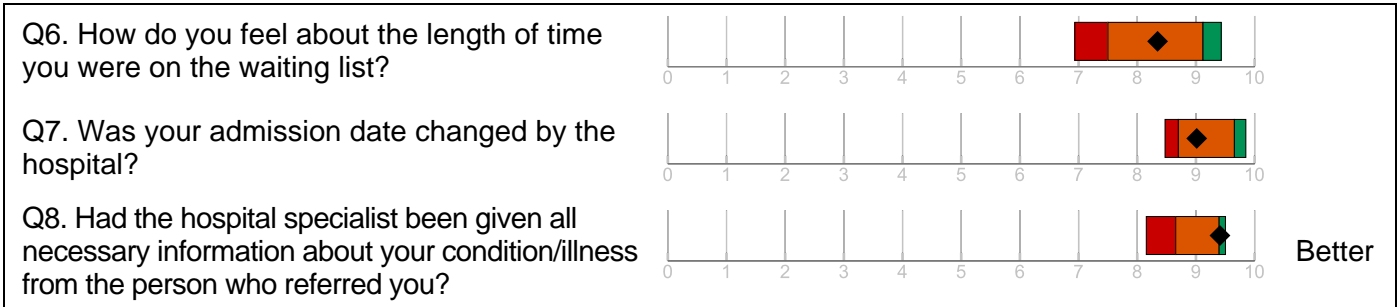 Q6. How do you feel about the length of time
you were on the waiting list?
0 1 2 3 4 5 6 7 8 9 10
Q7. Was your admission date changed by the
hospital?
0 1 2 3 4 5 6 7 8 9 10
Q8. Had the hospital specialist been given all
necessary information about your condition/illness
from the person who referred you?
0 1 2 3 4 5 6 7 8 9 10
Better